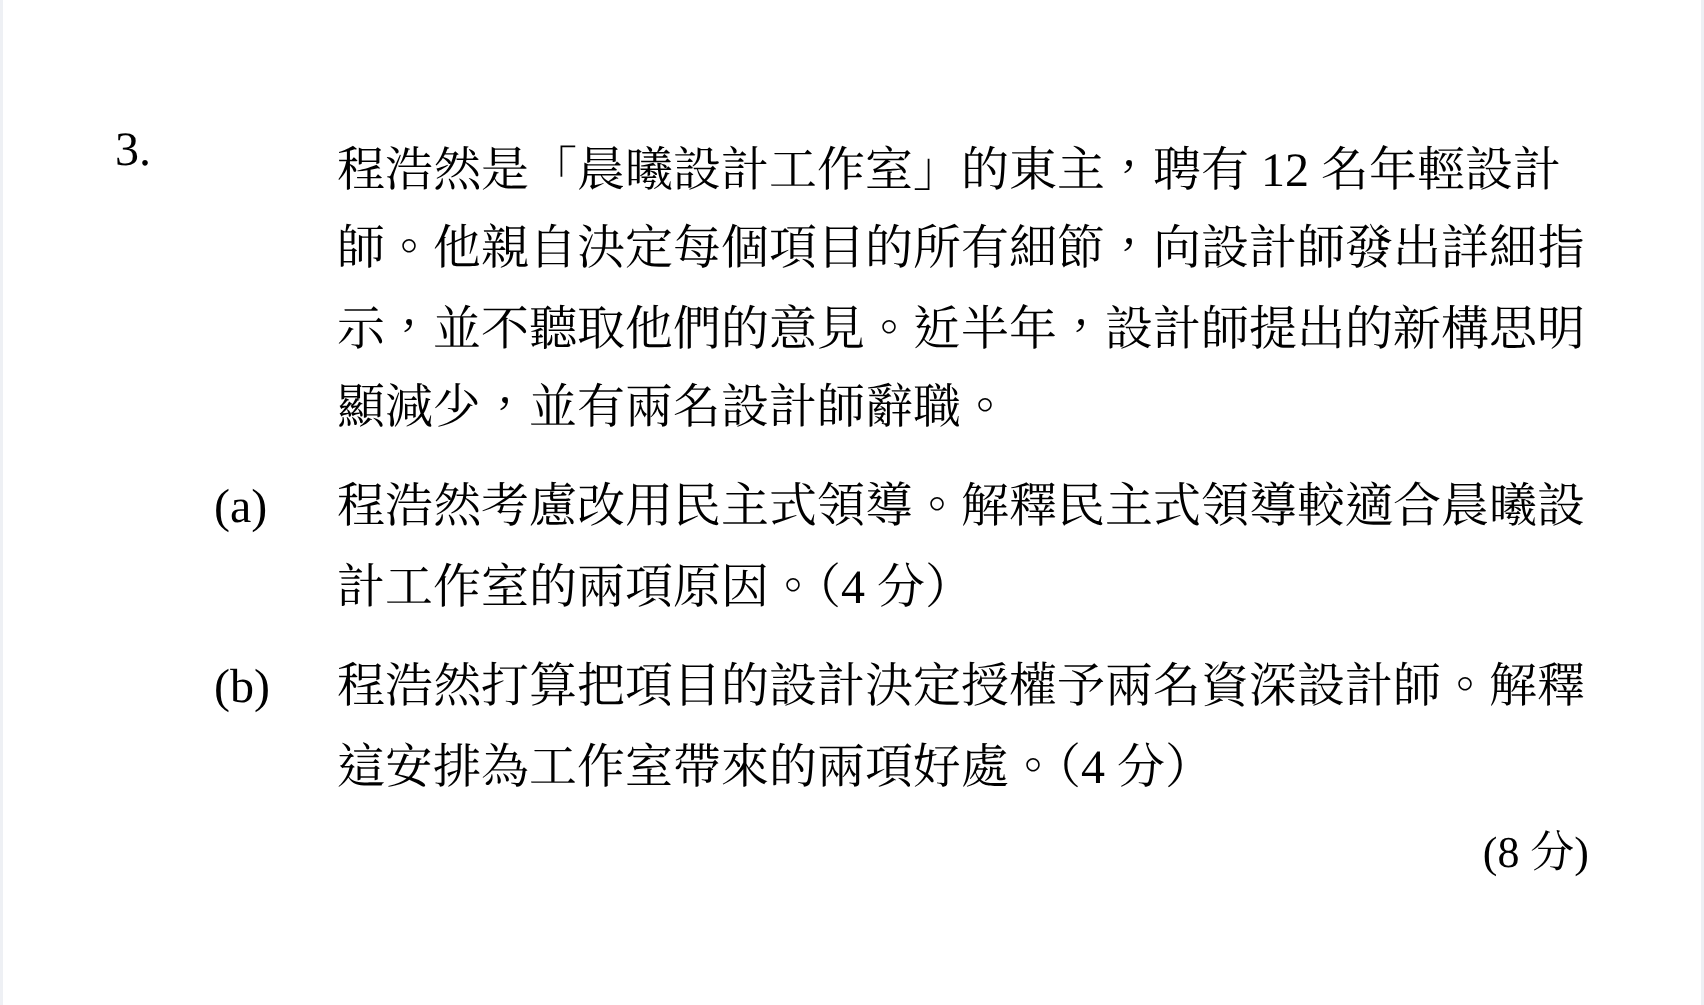 3. 程浩然是「晨曦設計工作室」的東主，聘有 12 名年輕設計
師。他親自決定每個項目的所有細節，向設計師發出詳細指
示，並不聽取他們的意見。近半年，設計師提出的新構思明
顯減少，並有兩名設計師辭職。
(a) 程浩然考慮改用民主式領導。解釋民主式領導較適合晨曦設
計工作室的兩項原因。（4 分）
(b) 程浩然打算把項目的設計決定授權予兩名資深設計師。解釋
這安排為工作室帶來的兩項好處。（4 分）
(8 分)